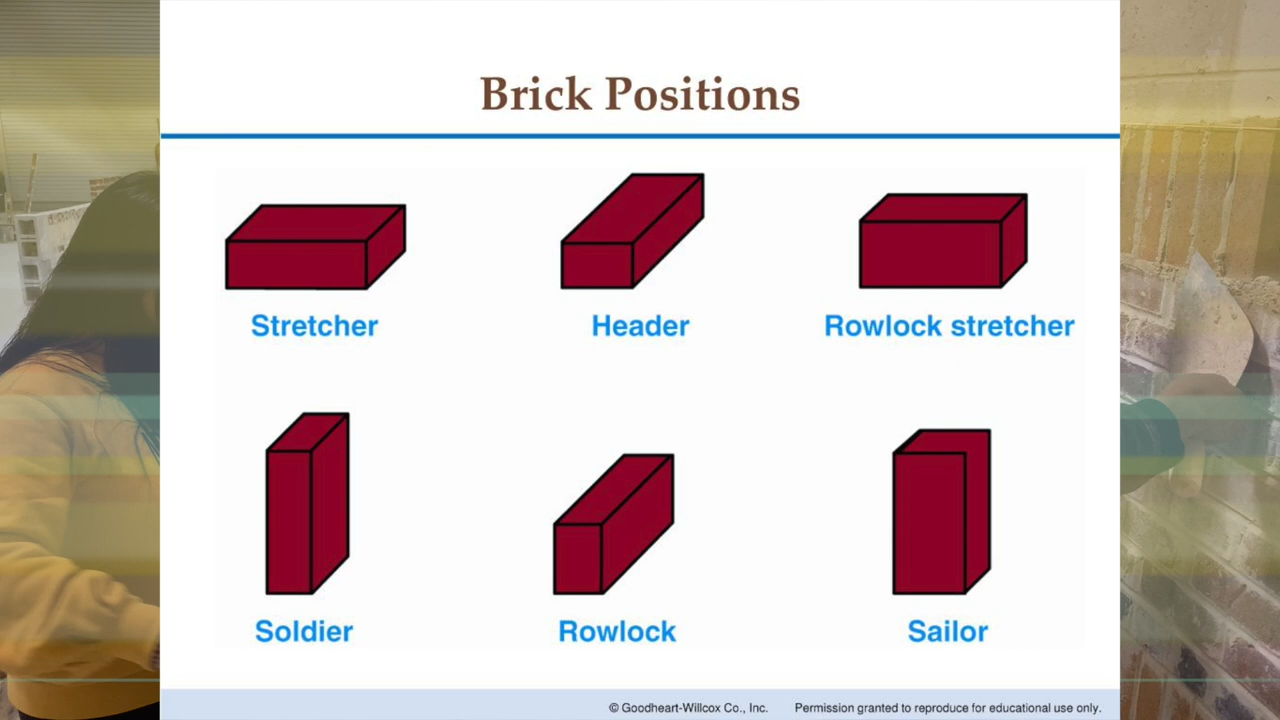 Brick Positions
Stretcher
Header
Rowlock stretcher
Soldier
Rowlock
Sailor
© Goodheart-Willcox Co., Inc. Permission granted to reproduce for educational use only.